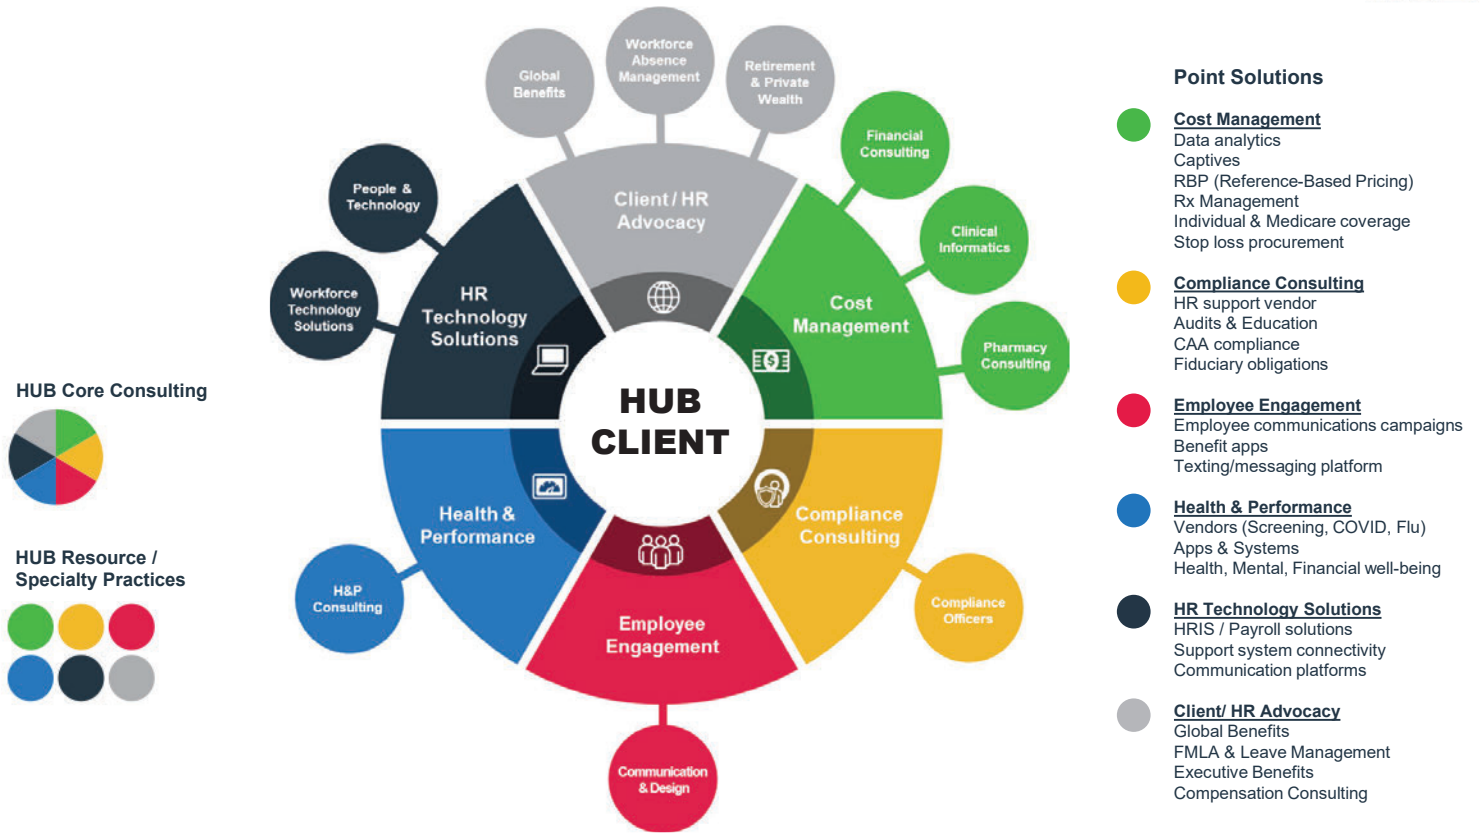 HUB Core Consulting
HUB Resource /
Specialty Practices
Global
Benefits
Workforce
Absence
Management
Retirement
& Private
Wealth
Financial
Consulting
Clinical
Informatics
Pharmacy
Consulting
Compliance
Officers
Communication
& Design
H&P
Consulting
Workforce
Technology
Solutions
People &
Technology
Client / HR
Advocacy
Cost
Management
Compliance
Consulting
Employee
Engagement
Health &
Performance
HR
Technology
Solutions
HUB
CLIENT
Point Solutions
Cost Management
Data analytics
Captives
RBP (Reference-Based Pricing)
Rx Management
Individual & Medicare coverage
Stop loss procurement
Compliance Consulting
HR support vendor
Audits & Education
CAA compliance
Fiduciary obligations
Employee Engagement
Employee communications campaigns
Benefit apps
Texting/messaging platform
Health & Performance
Vendors (Screening, COVID, Flu)
Apps & Systems
Health, Mental, Financial well-being
HR Technology Solutions
HRIS / Payroll solutions
Support system connectivity
Communication platforms
Client/ HR Advocacy
Global Benefits
FMLA & Leave Management
Executive Benefits
Compensation Consulting